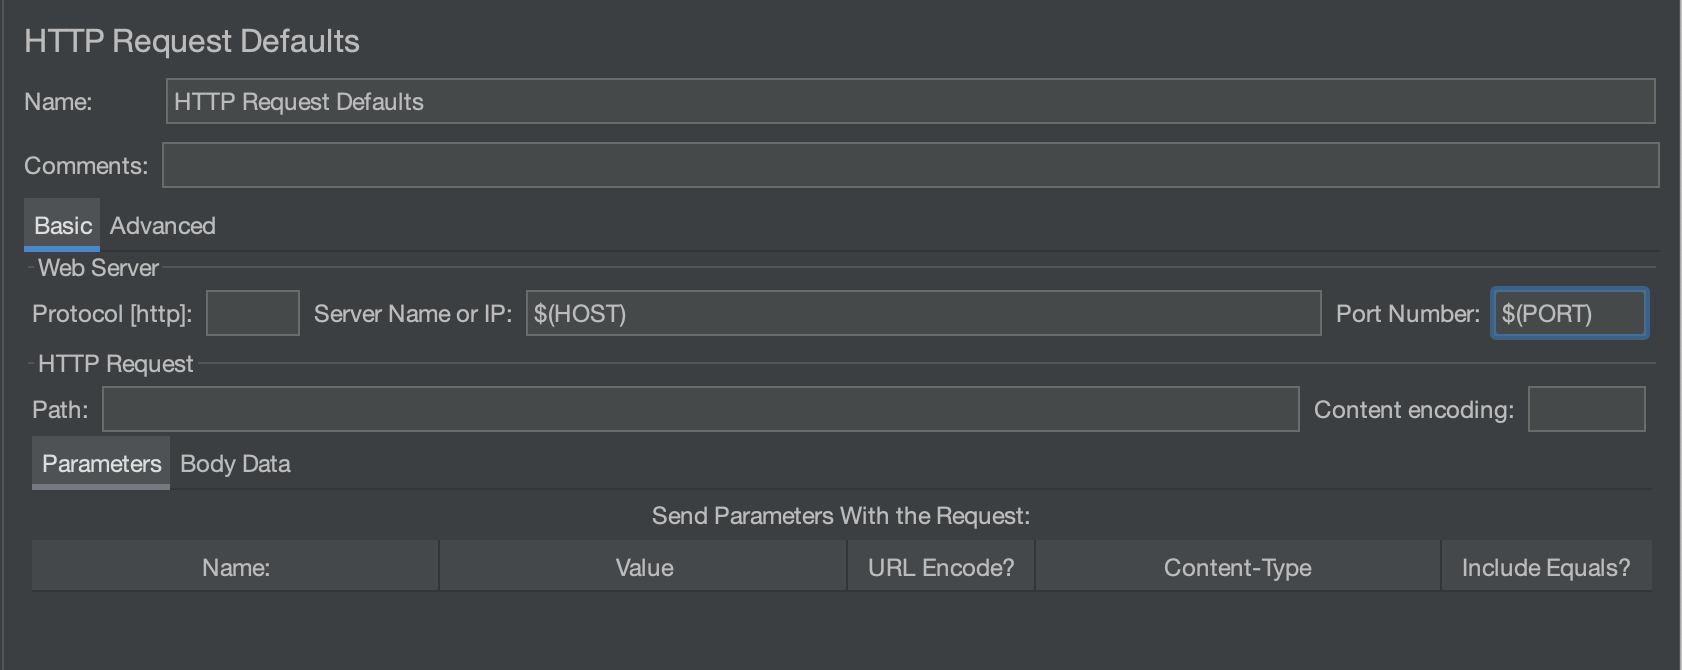 HTTP Request Defaults
Name: HTTP Request Defaults
Comments:
Basic Advanced
Web Server
Protocol [http]: Server Name or IP: $(HOST) Port Number: $(PORT)
HTTP Request
Path: Content encoding:
Parameters Body Data
Send Parameters With the Request:
Name: Value URL Encode? Content-Type Include Equals?